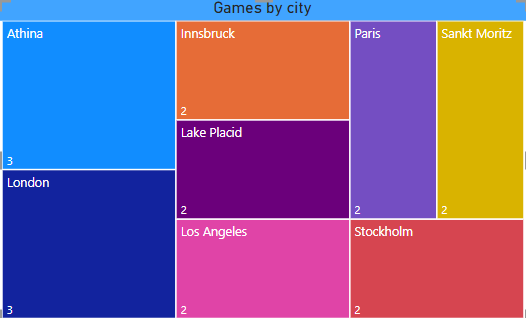 Games by city
Athina
3
London
3
Innsbruck
2
Lake Placid
2
Los Angeles
2
Paris
2
Sankt Moritz
2
Stockholm
2